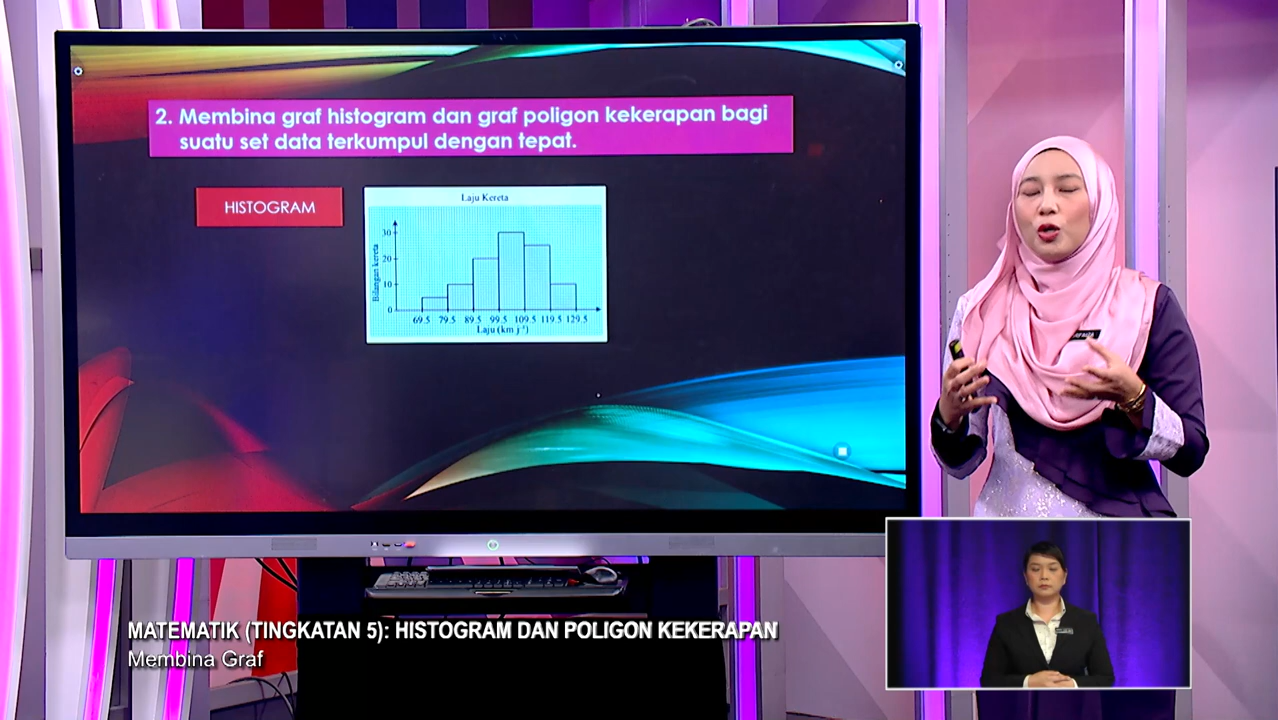 2. Membina graf histogram dan graf poligon kekerapan bagi
suatu set data terkumpul dengan tepat.
HISTOGRAM
Laju Kereta
Bilangan kereta
30
20
10
0
69.5 79.5 89.5 99.5 109.5 119.5 129.5
Laju (km j⁻¹)
MATEMATIK (TINGKATAN 5): HISTOGRAM DAN POLIGON KEKERAPAN
Membina Graf